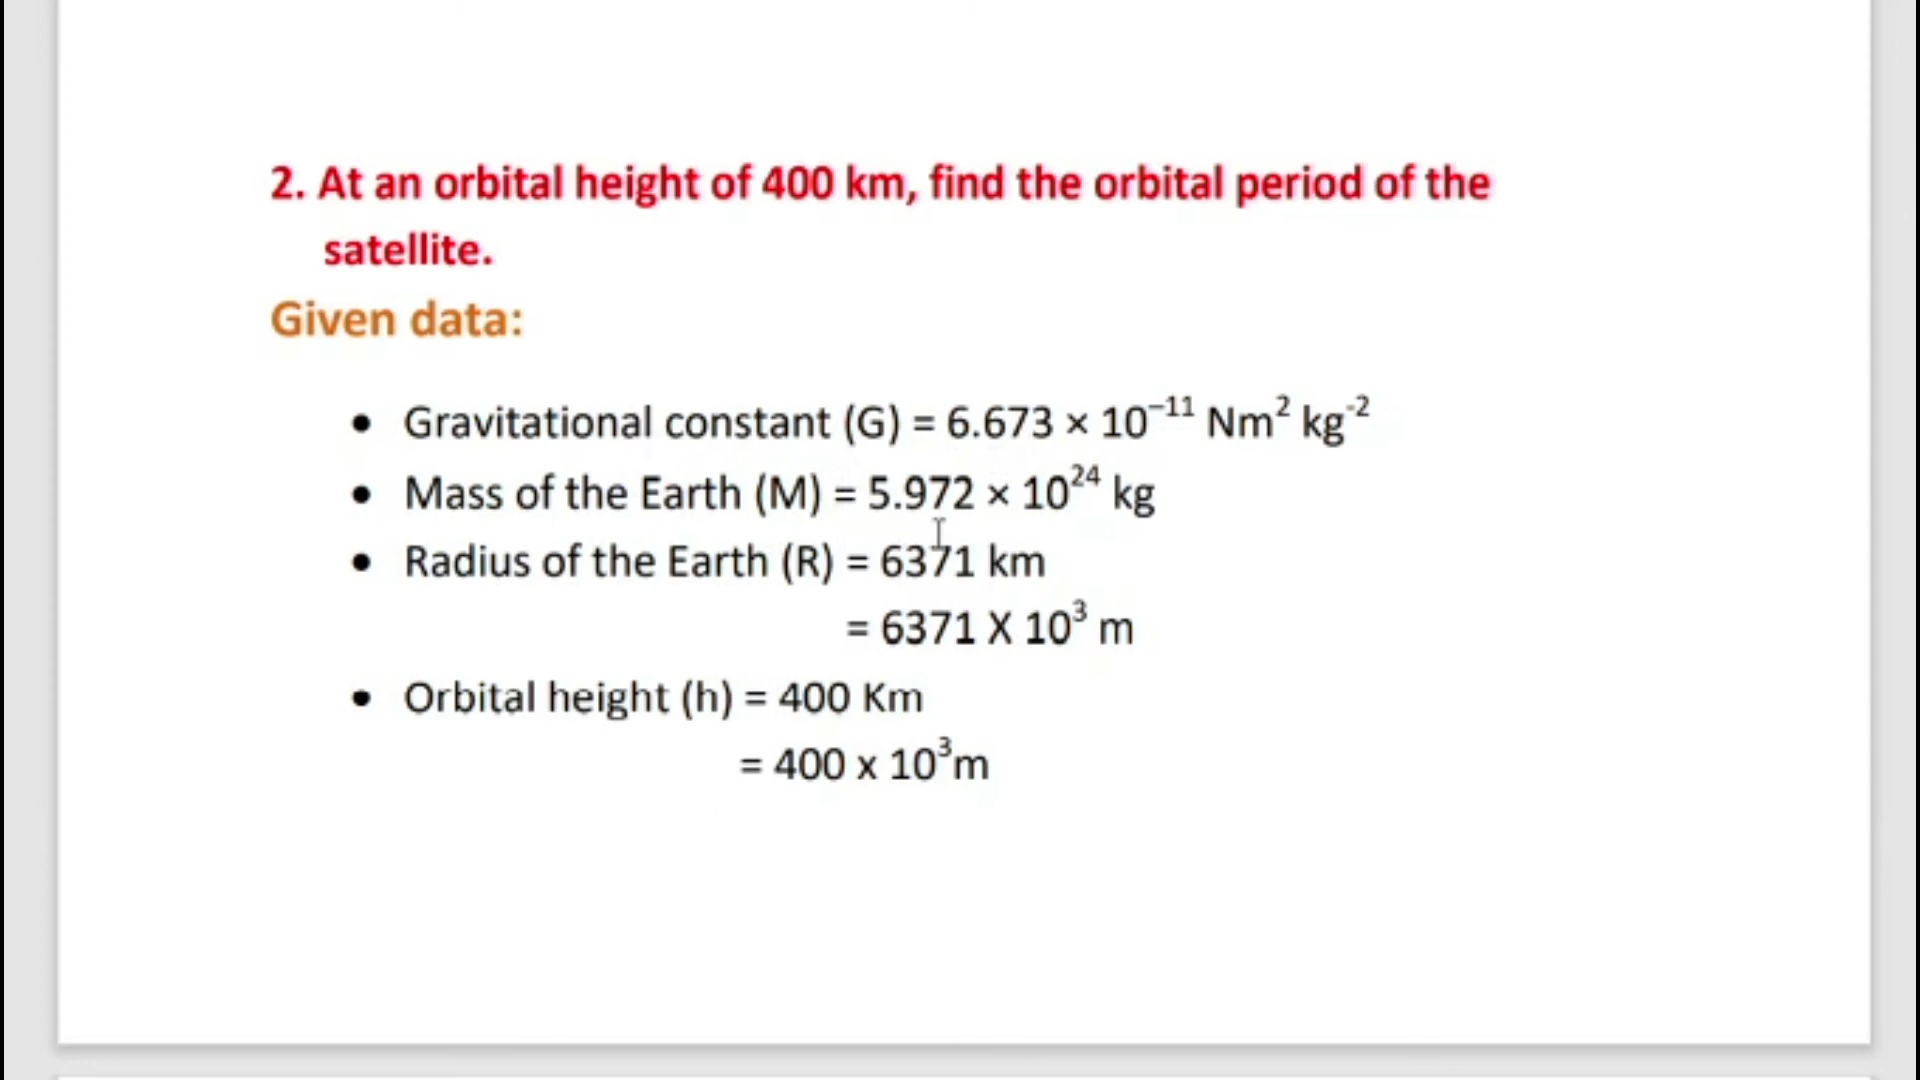 2. At an orbital height of 400 km, find the orbital period of the
satellite.
Given data:
• Gravitational constant (G) = 6.673 × 10⁻¹¹ Nm² kg⁻²
• Mass of the Earth (M) = 5.972 × 10²⁴ kg
• Radius of the Earth (R) = 6371 km
= 6371 X 10³ m
• Orbital height (h) = 400 Km
= 400 x 10³m